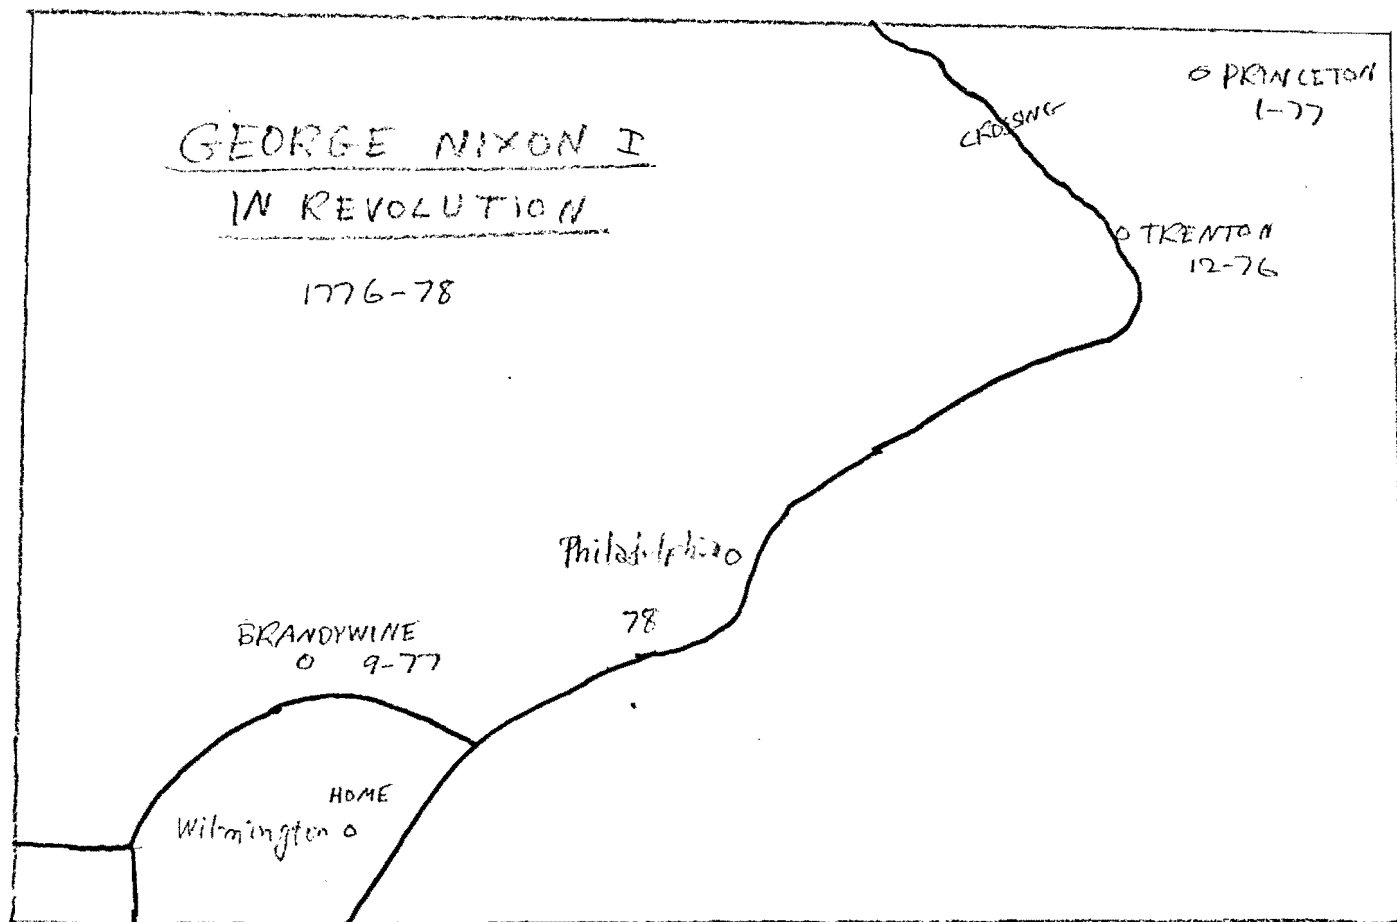 GEORGE NIXON I
IN REVOLUTION
1776-78
CROSSING
PRINCETON
1-77
TRENTON
12-76
Philadelphia
78
BRANDYWINE
9-77
HOME
Wilmington